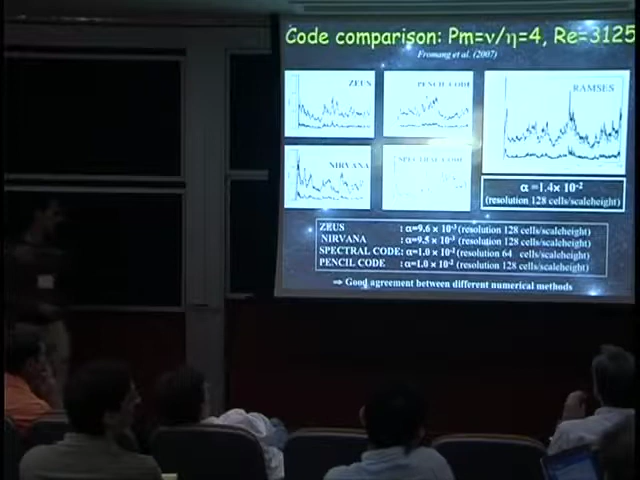 Code comparison: Pm=ν/η=4, Re=3125
Fromang et al. (2007)
ZEUS
PENCIL CODE
RAMSES
NIRVANA
SPECTRAL CODE
α =1.4× 10⁻²
(resolution 128 cells/scaleheight)
ZEUS : α=9.6 × 10⁻³ (resolution 128 cells/scaleheight)
NIRVANA : α=9.5 × 10⁻³ (resolution 128 cells/scaleheight)
SPECTRAL CODE: α=1.0 × 10⁻² (resolution 64 cells/scaleheight)
PENCIL CODE : α=1.0 × 10⁻² (resolution 128 cells/scaleheight)
⇒ Good agreement between different numerical methods